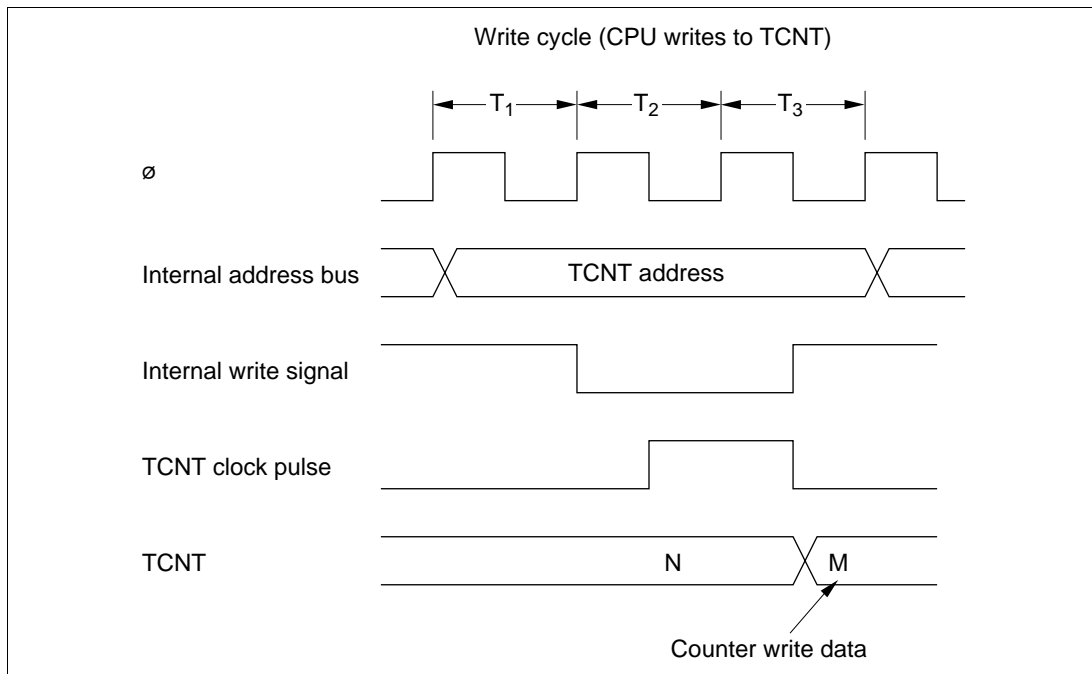 Write cycle (CPU writes to TCNT)
T1 T2 T3
ø
Internal address bus
TCNT address
Internal write signal
TCNT clock pulse
TCNT
N
M
Counter write data